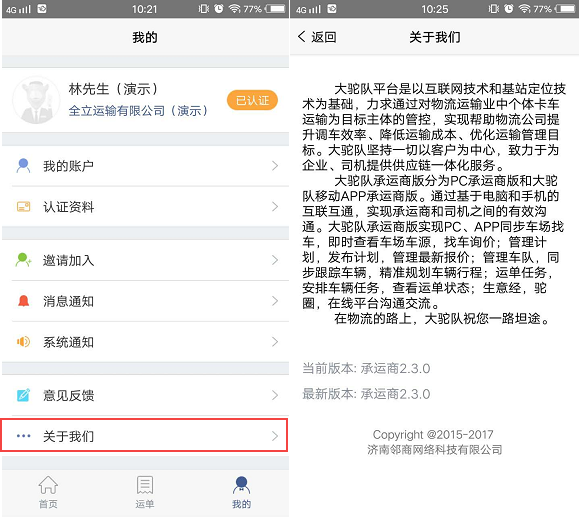 4G 10:21 77%
我的
林先生（演示）
全立运输有限公司（演示）
已认证
我的账户
认证资料
邀请加入
消息通知
系统通知
意见反馈
关于我们
首页
运单
我的
4G 10:25 77%
返回
关于我们
大驼队平台是以互联网技术和基站定位技
术为基础，力求通过对物流运输业中个体卡车
运输为目标主体的管控，实现帮助物流公司提
升调车效率、降低运输成本、优化运输管理目
标。大驼队坚持一切以客户为中心，致力于为
企业、司机提供供应链一体化服务。
大驼队承运商版分为PC承运商版和大驼
队移动APP承运商版。通过基于电脑和手机的
互联互通，实现承运商和司机之间的有效沟
通。大驼队承运商版实现PC、APP同步车场找
车，即时查看车场车源，找车询价；管理计
划，发布计划，管理最新报价；管理车队，同
步跟踪车辆，精准规划车辆行程；运单任务，
安排车辆任务，查看运单状态；生意经，驼
圈，在线平台沟通交流。
在物流的路上，大驼队祝您一路坦途。
当前版本: 承运商2.3.0
最新版本: 承运商2.3.0
Copyright @2015-2017
济南邻商网络科技有限公司